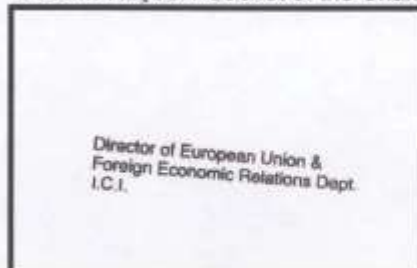 Director of European Union &
Foreign Economic Relations Dept.
I.C.I.